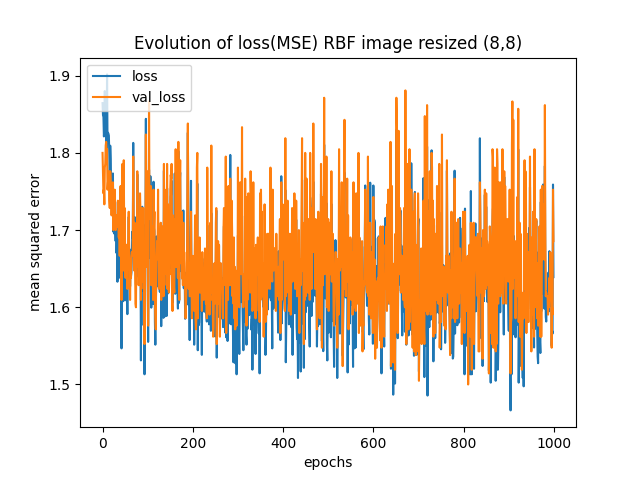 Evolution of loss(MSE) RBF image resized (8,8)
loss
val_loss
mean squared error
1.9
1.8
1.7
1.6
1.5
0 200 400 600 800 1000
epochs